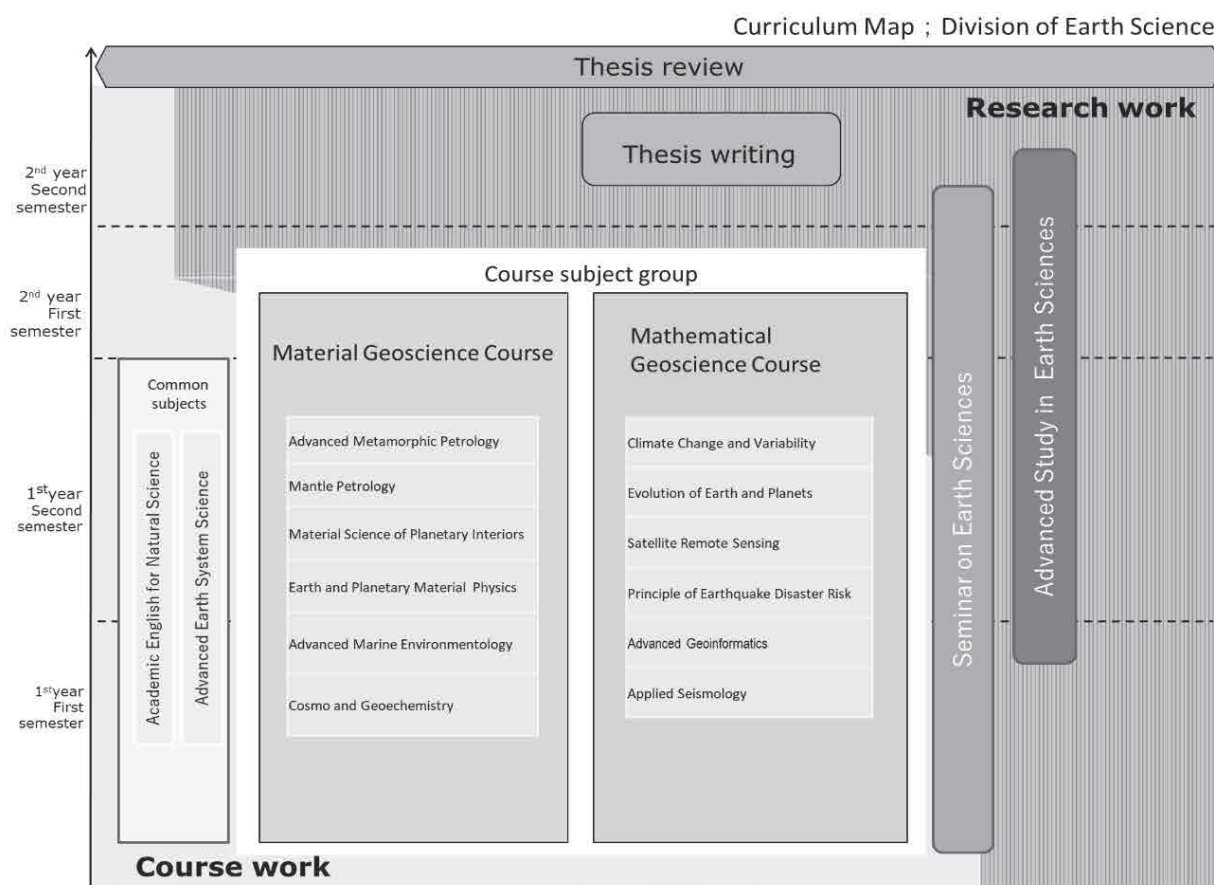 Curriculum Map ; Division of Earth Science
Thesis review
Research work
Thesis writing
2nd year
Second
semester
2nd year
First
semester
1st year
Second
semester
1st year
First
semester
Course subject group
Common
subjects
Academic English for Natural Science
Advanced Earth System Science
Material Geoscience Course
Advanced Metamorphic Petrology
Mantle Petrology
Material Science of Planetary Interiors
Earth and Planetary Material Physics
Advanced Marine Environmentology
Cosmo and Geoechemistry
Mathematical
Geoscience Course
Climate Change and Variability
Evolution of Earth and Planets
Satellite Remote Sensing
Principle of Earthquake Disaster Risk
Advanced Geoinformatics
Applied Seismology
Seminar on Earth Sciences
Advanced Study in Earth Sciences
Course work